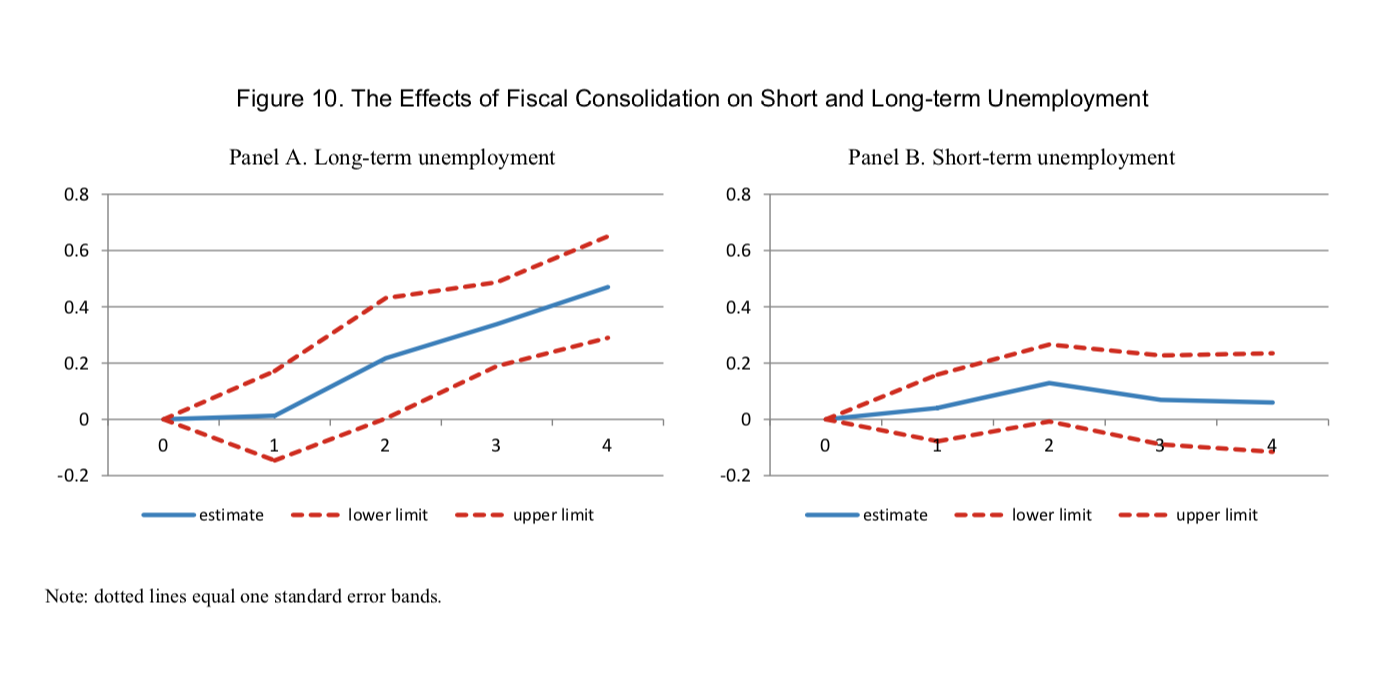 Figure 10. The Effects of Fiscal Consolidation on Short and Long-term Unemployment
Panel A. Long-term unemployment
0.8
0.6
0.4
0.2
0
-0.2
0 1 2 3 4
estimate lower limit upper limit
Panel B. Short-term unemployment
0.8
0.6
0.4
0.2
0
-0.2
0 1 2 3 4
estimate lower limit upper limit
Note: dotted lines equal one standard error bands.